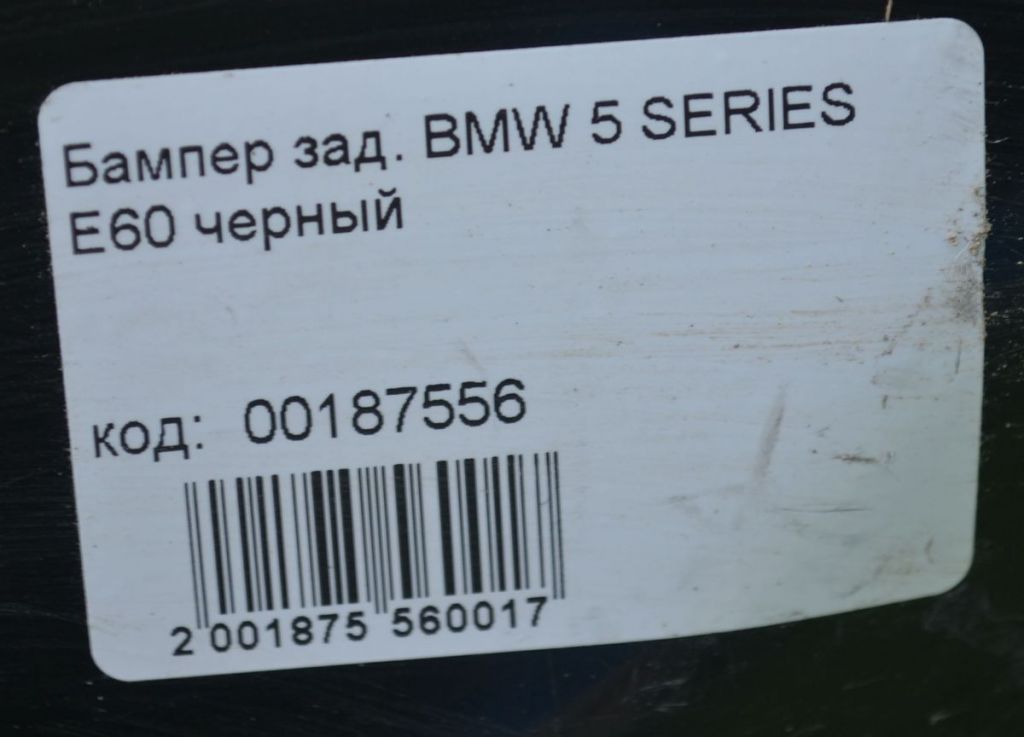 Бампер зад. BMW 5 SERIES
E60 черный
код: 00187556
2 001875 560017